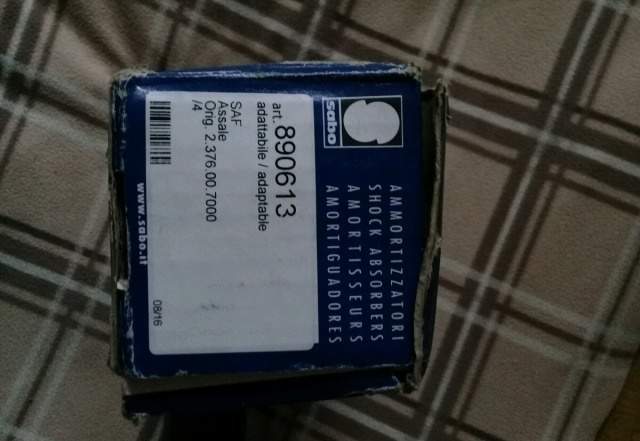 sabo
AMMORTIZZATORI
SHOCK ABSORBERS
AMORTISSEURS
AMORTIGUADORES
art. 890613
adattabile / adaptable
SAF
Assale
Orig. 2.376.00.7000
/4
08/16
www.sabo.it